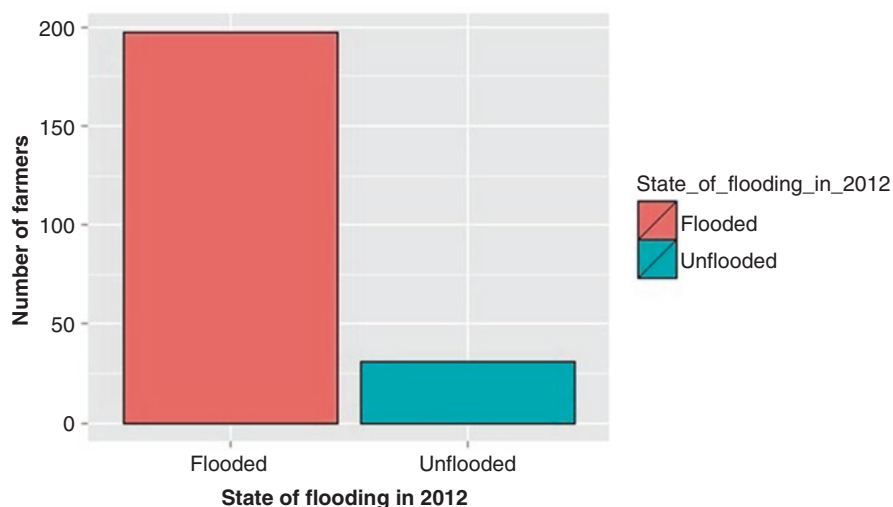 200
150
100
50
0
Number of farmers
Flooded
Unflooded
State of flooding in 2012
State_of_flooding_in_2012
Flooded
Unflooded